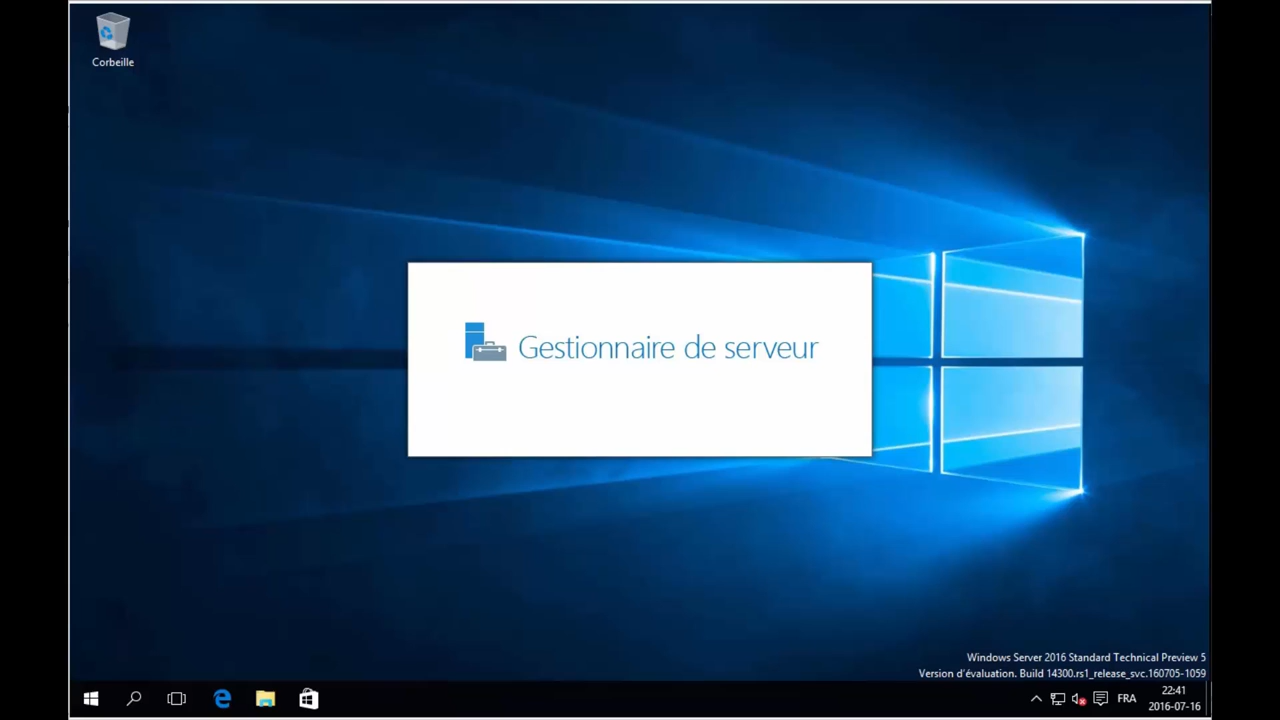 Corbeille
Gestionnaire de serveur
Windows Server 2016 Standard Technical Preview 5
Version d'évaluation. Build 14300.rs1_release_svc.160705-1059
FRA
22:41
2016-07-16